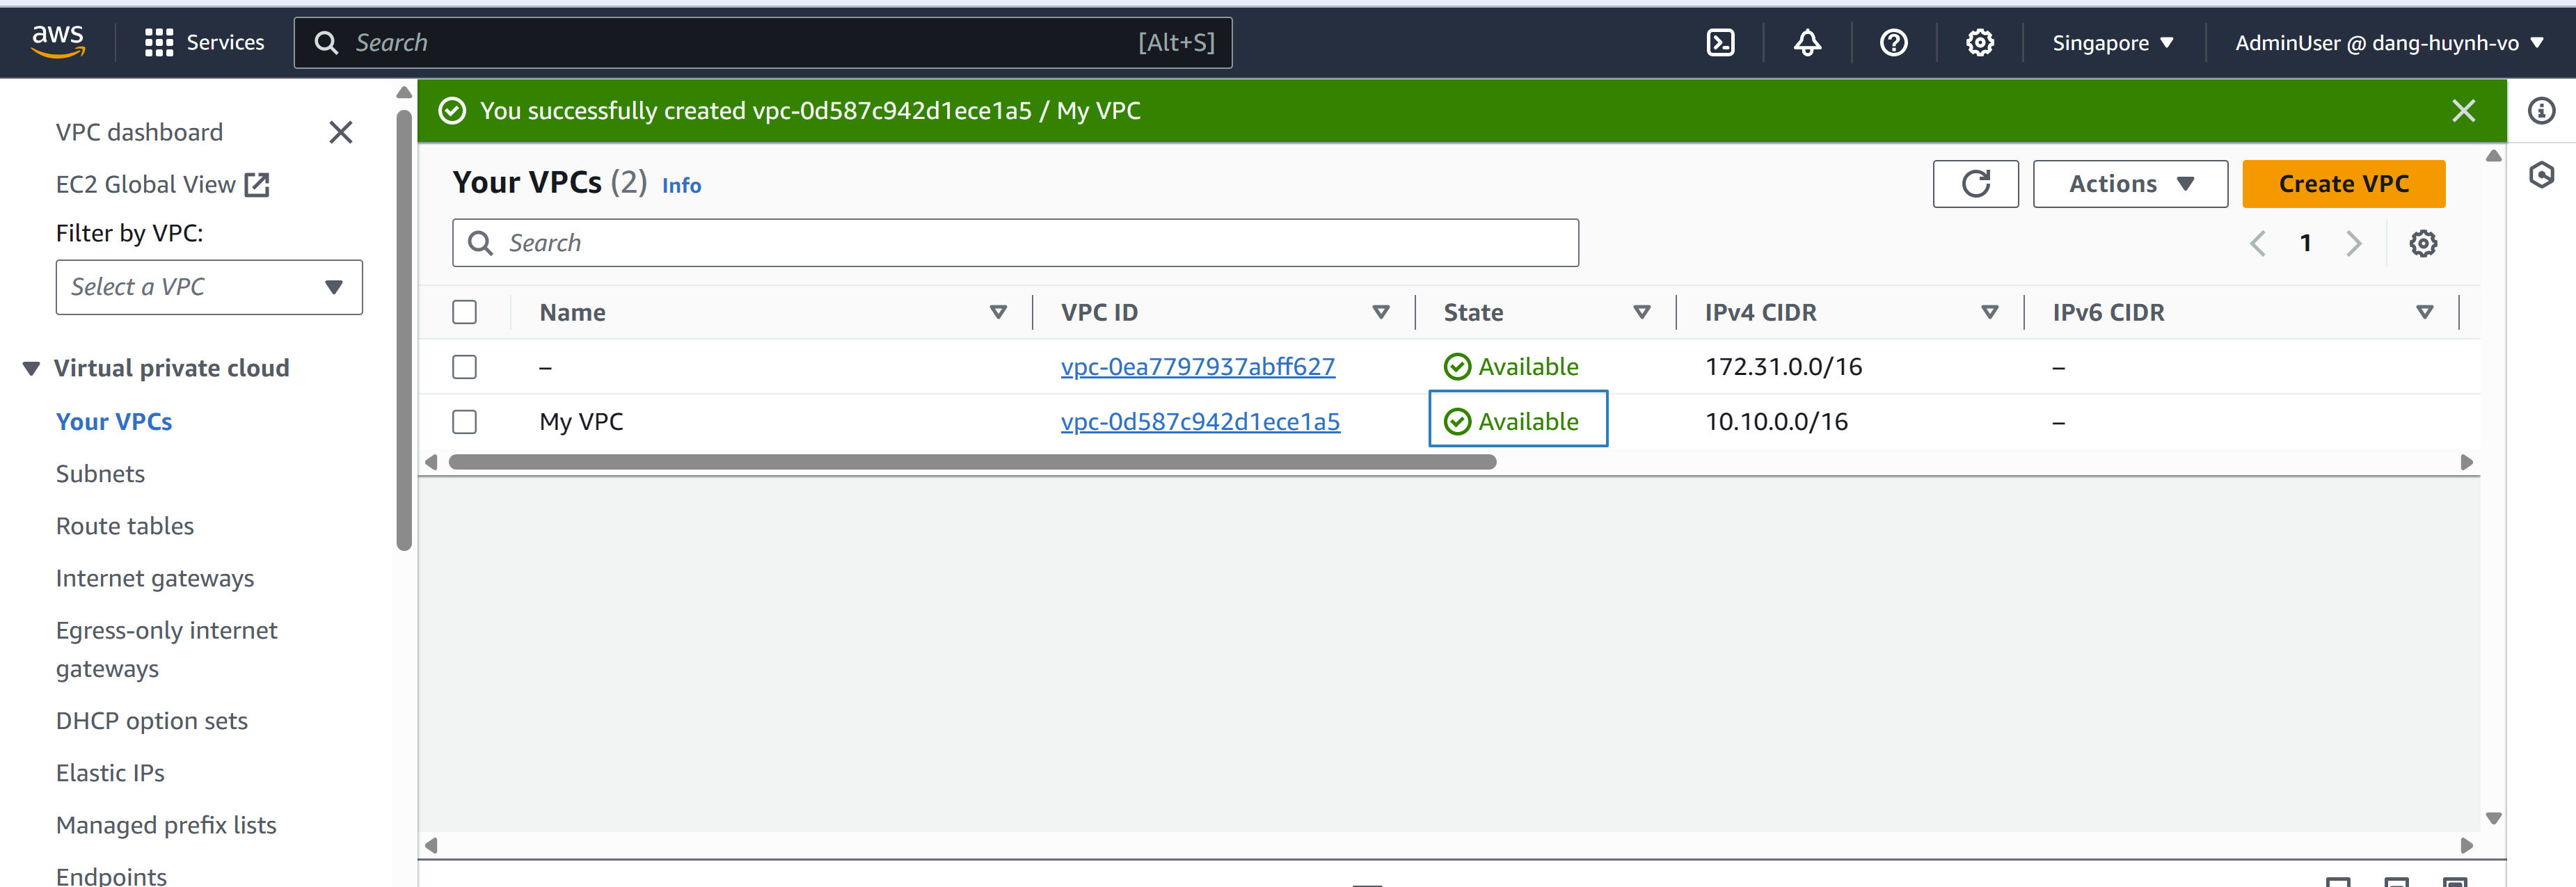 aws Services Search [Alt+S] Singapore AdminUser @ dang-huynh-vo
VPC dashboard
EC2 Global View
Filter by VPC:
Select a VPC
Virtual private cloud
Your VPCs
Subnets
Route tables
Internet gateways
Egress-only internet
gateways
DHCP option sets
Elastic IPs
Managed prefix lists
Endpoints
You successfully created vpc-0d587c942d1ece1a5 / My VPC
Your VPCs (2) Info Actions Create VPC
Search 1
Name VPC ID State IPv4 CIDR IPv6 CIDR
– vpc-0ea7797937abff627 Available 172.31.0.0/16 –
My VPC vpc-0d587c942d1ece1a5 Available 10.10.0.0/16 –